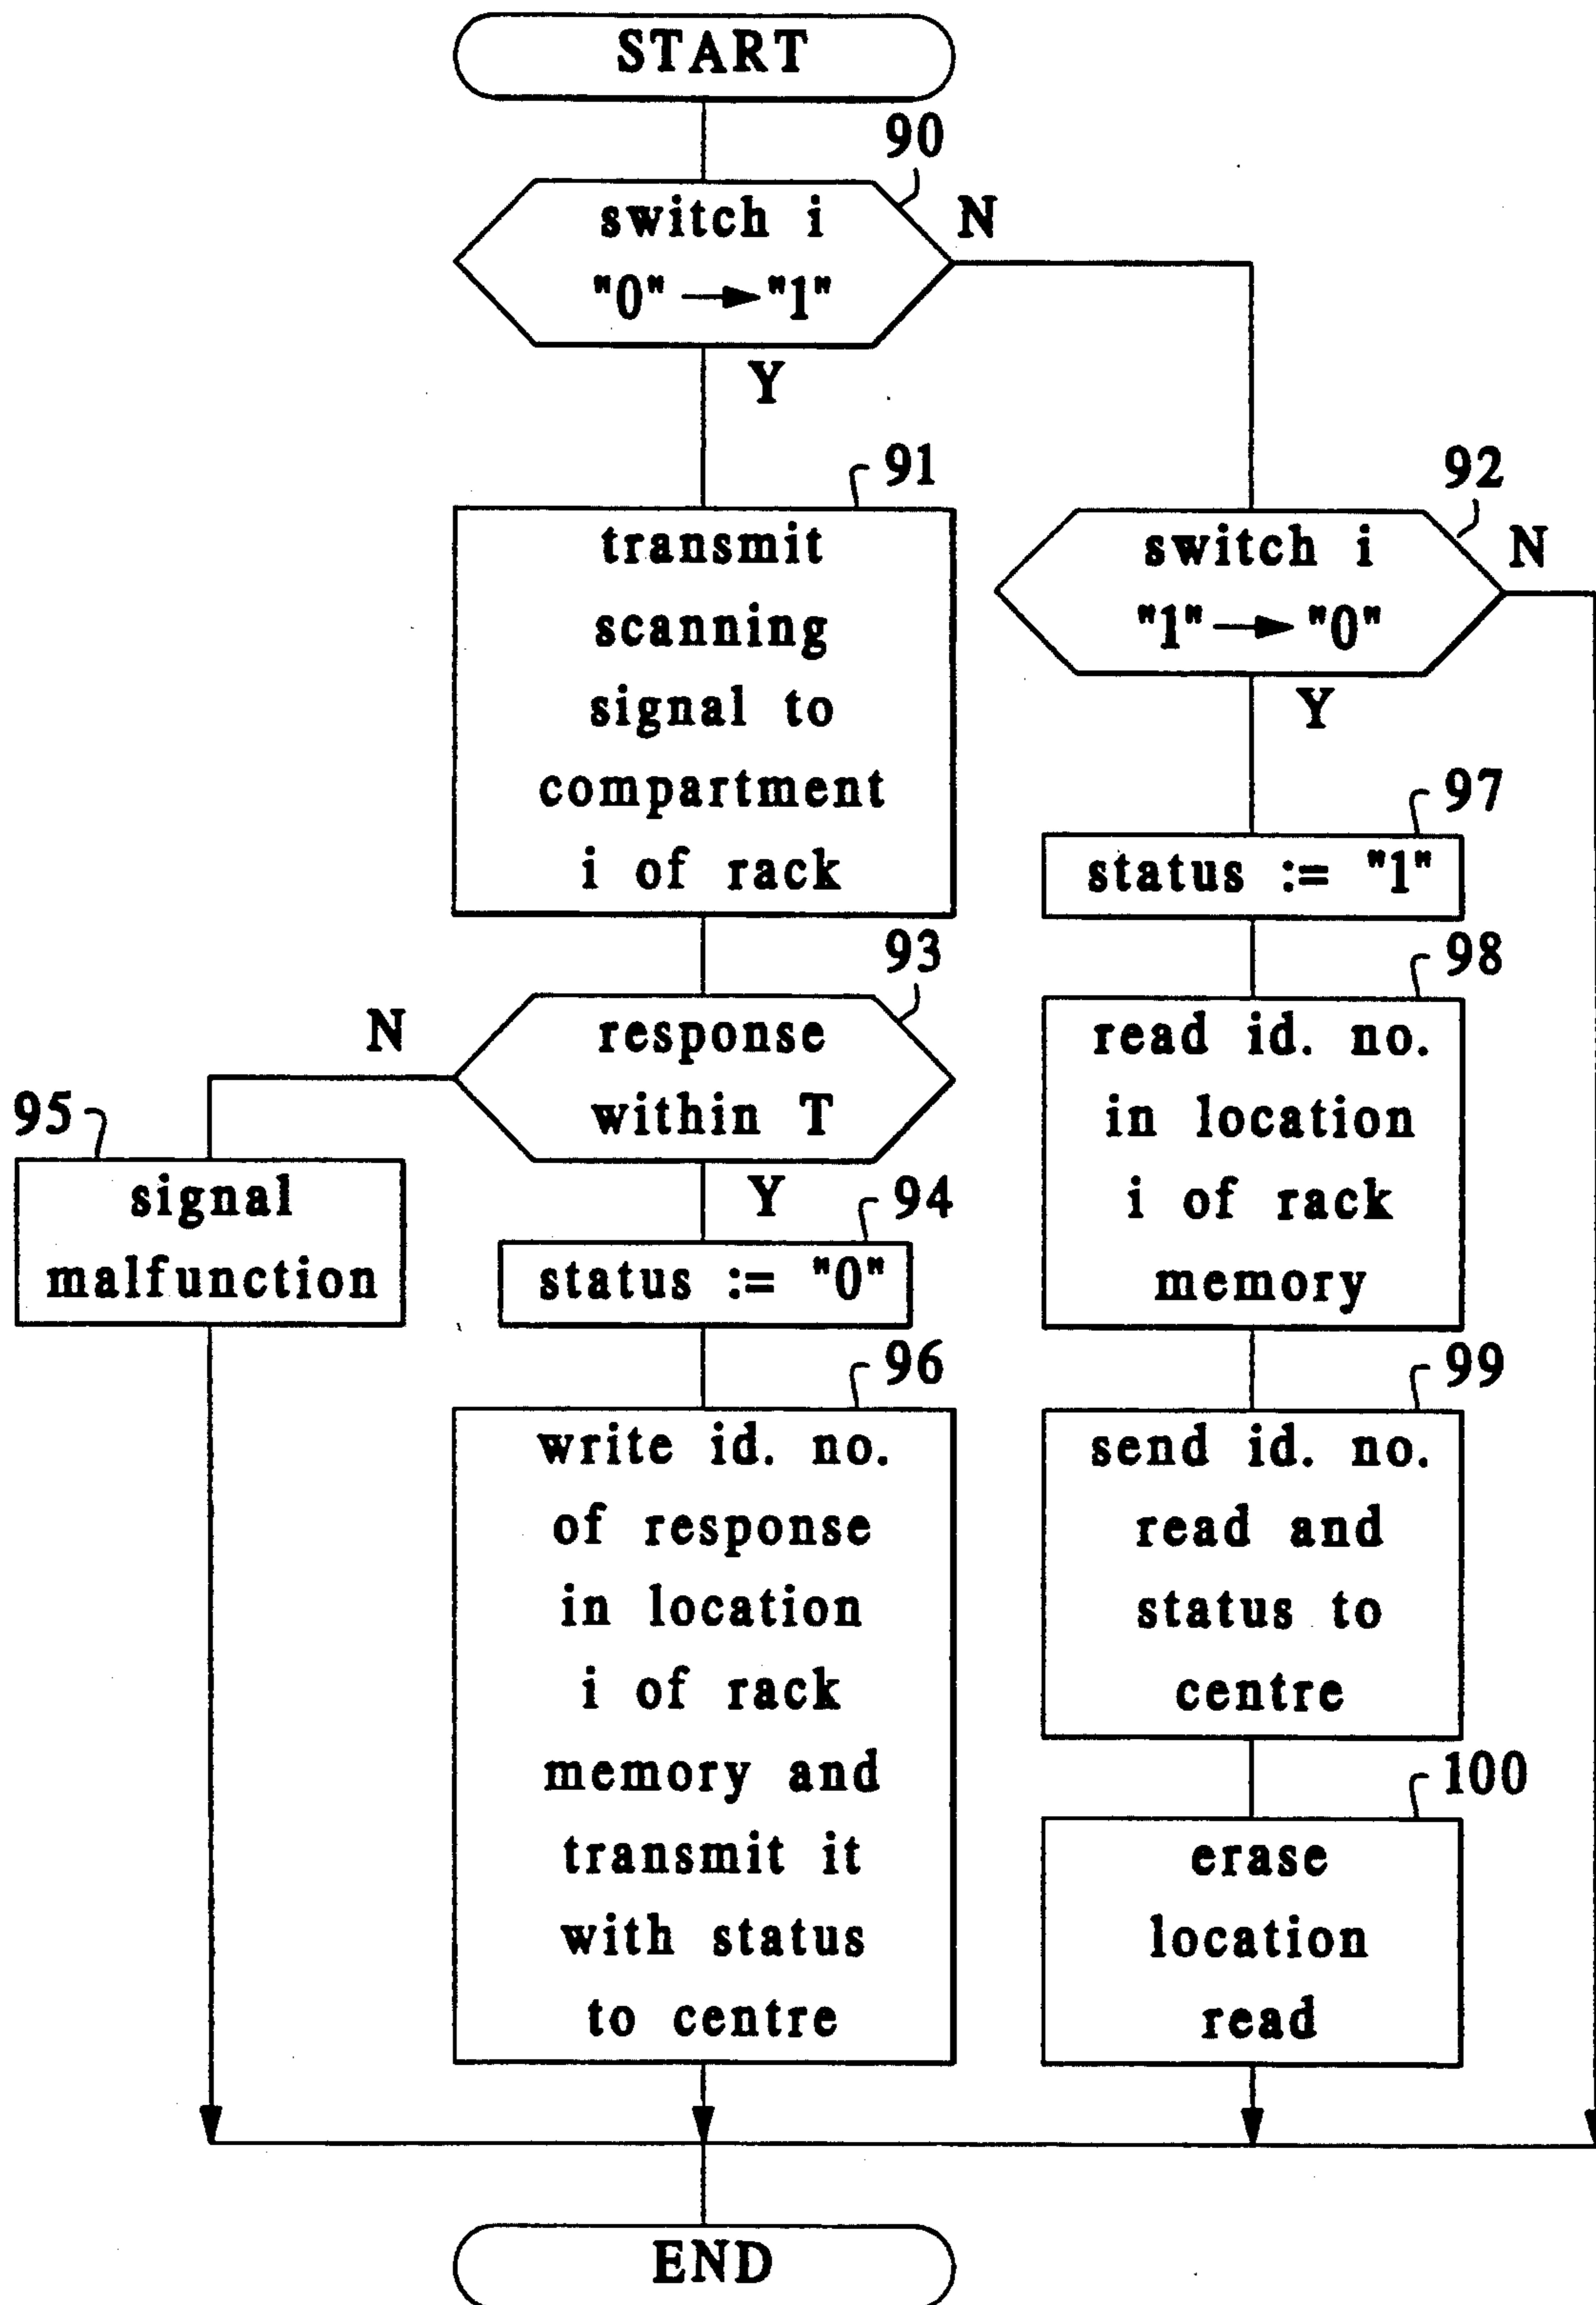 START
90
switch i
"0" → "1"
N
Y
91
transmit
scanning
signal to
compartment
i of rack
92
switch i
"1" → "0"
N
Y
97
status := "1"
93
response
within T
N
Y
95
signal
malfunction
94
status := "0"
98
read id. no.
in location
i of rack
memory
96
write id. no.
of response
in location
i of rack
memory and
transmit it
with status
to centre
99
send id. no.
read and
status to
centre
100
erase
location
read
END